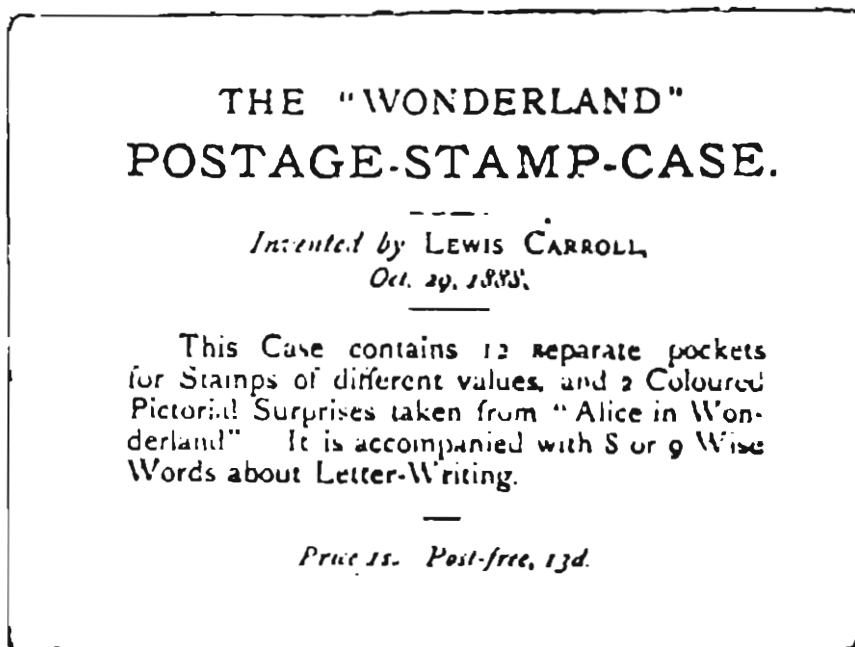 THE "WONDERLAND"
POSTAGE-STAMP-CASE.
Invented by LEWIS CARROLL,
Oct. 29, 1888.
This Case contains 12 separate pockets
for Stamps of different values, and 2 Coloured
Pictorial Surprises taken from "Alice in Won-
derland" It is accompanied with 8 or 9 Wise
Words about Letter-Writing.
Price 1s. Post-free, 13d.